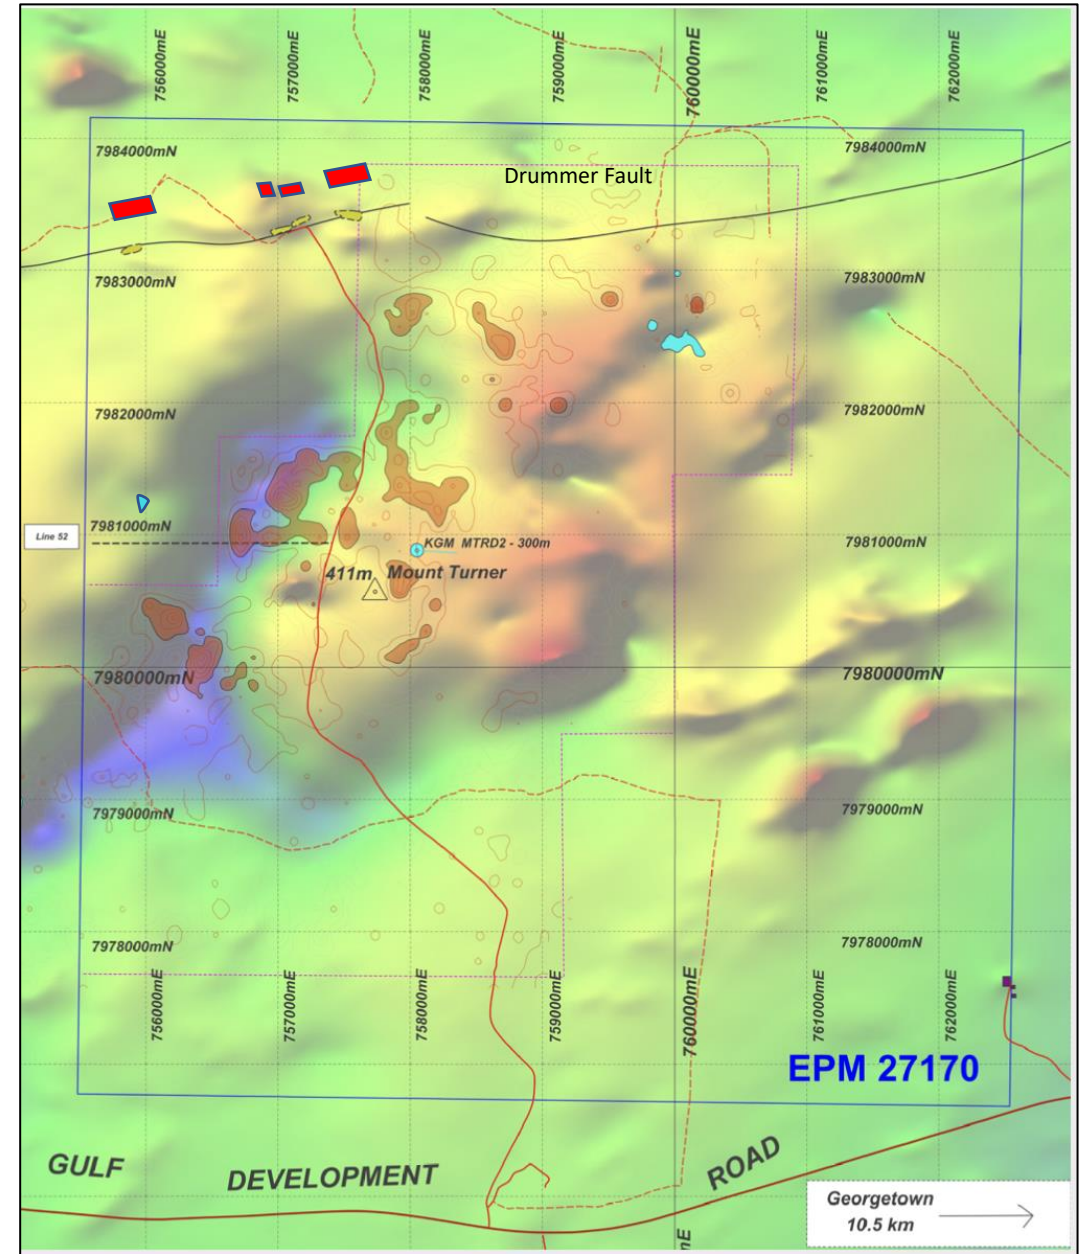 756000mE
757000mE
758000mE
759000mE
760000mE
761000mE
762000mE
7984000mN
7984000mN
Drummer Fault
7983000mN
7983000mN
7982000mN
7982000mN
Line 52
7981000mN
7981000mN
KGM MTRD2 - 300m
411m Mount Turner
7980000mN
7980000mN
7979000mN
7979000mN
7978000mN
7978000mN
756000mE
757000mE
758000mE
759000mE
760000mE
761000mE
762000mE
EPM 27170
GULF DEVELOPMENT ROAD
Georgetown
10.5 km
mE